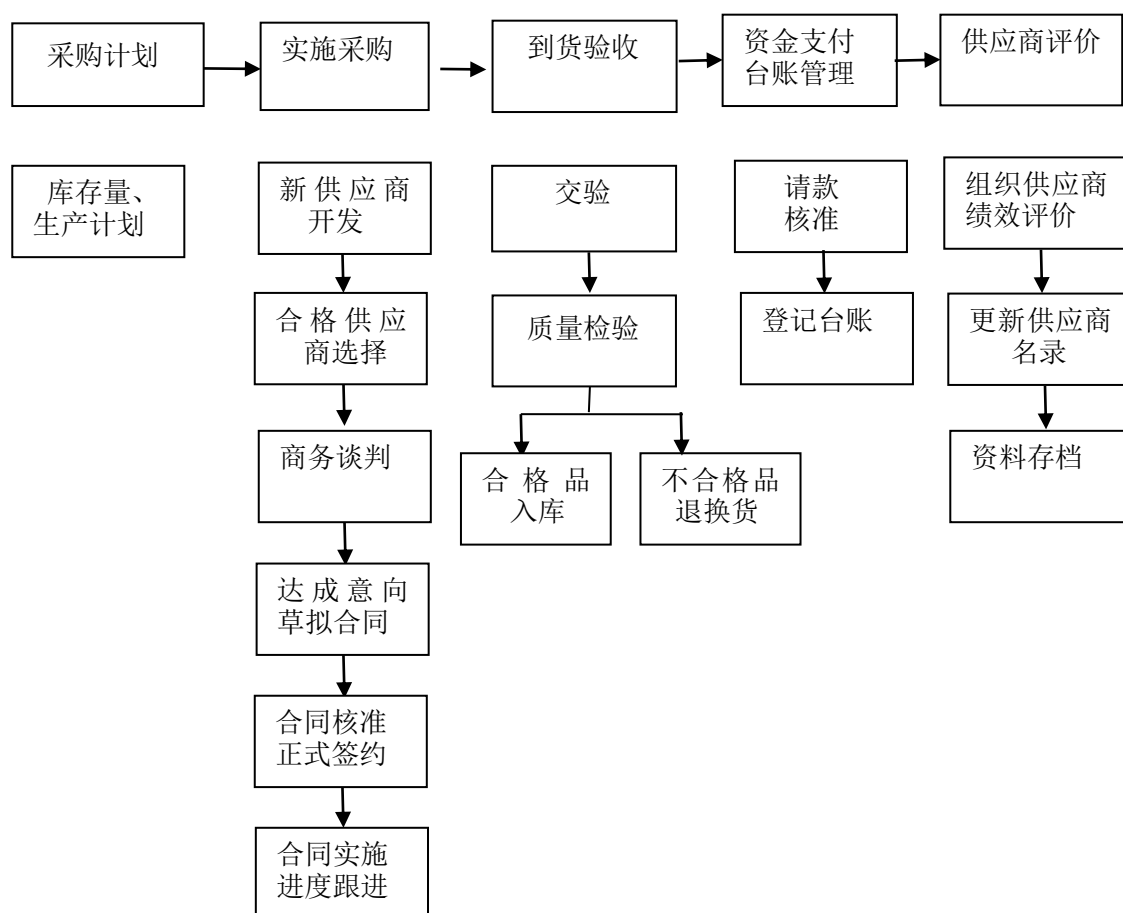 采购计划
实施采购
到货验收
资金支付
台账管理
供应商评价
库存量、
生产计划
新供应商
开发
合格供应
商选择
商务谈判
达成意向
草拟合同
合同核准
正式签约
合同实施
进度跟进
交验
质量检验
合格品
入库
不合格品
退换货
请款
核准
登记台账
组织供应商
绩效评价
更新供应商
名录
资料存档